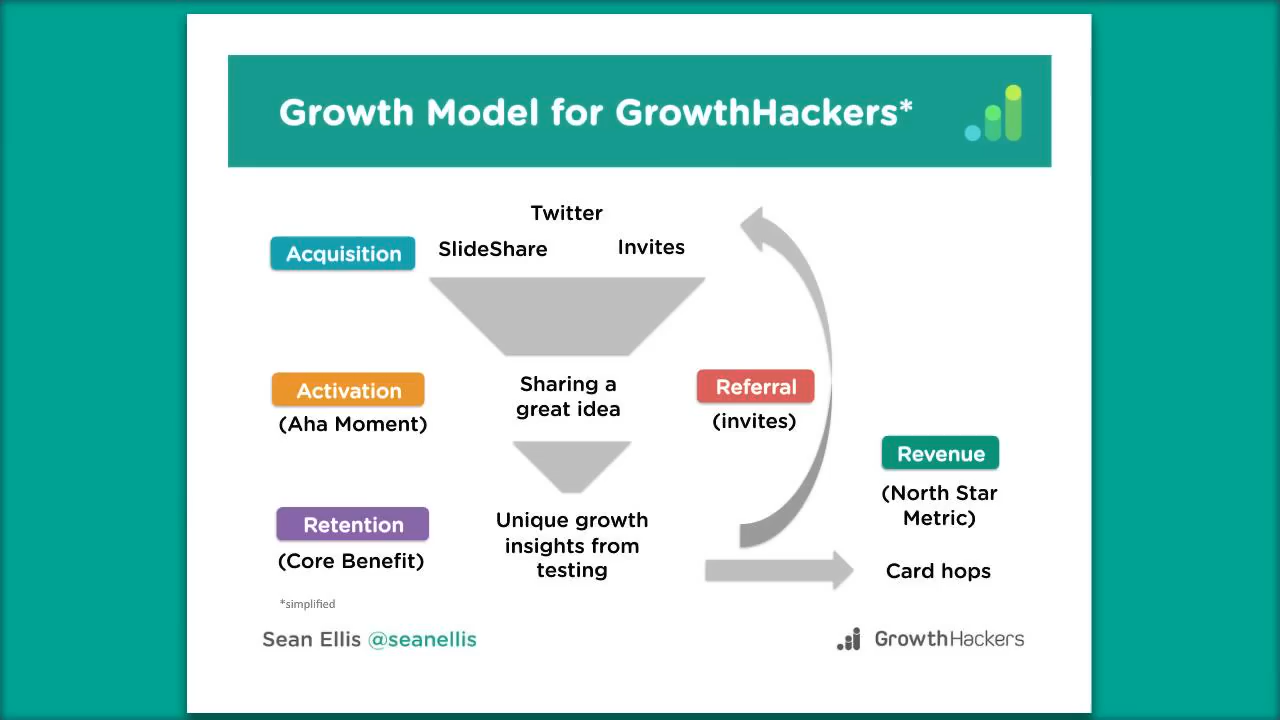 Growth Model for GrowthHackers*
Twitter
Acquisition
SlideShare
Invites
Activation
(Aha Moment)
Sharing a
great idea
Referral
(invites)
Revenue
(North Star
Metric)
Retention
(Core Benefit)
Unique growth
insights from
testing
Card hops
*simplified
Sean Ellis @seanellis
GrowthHackers